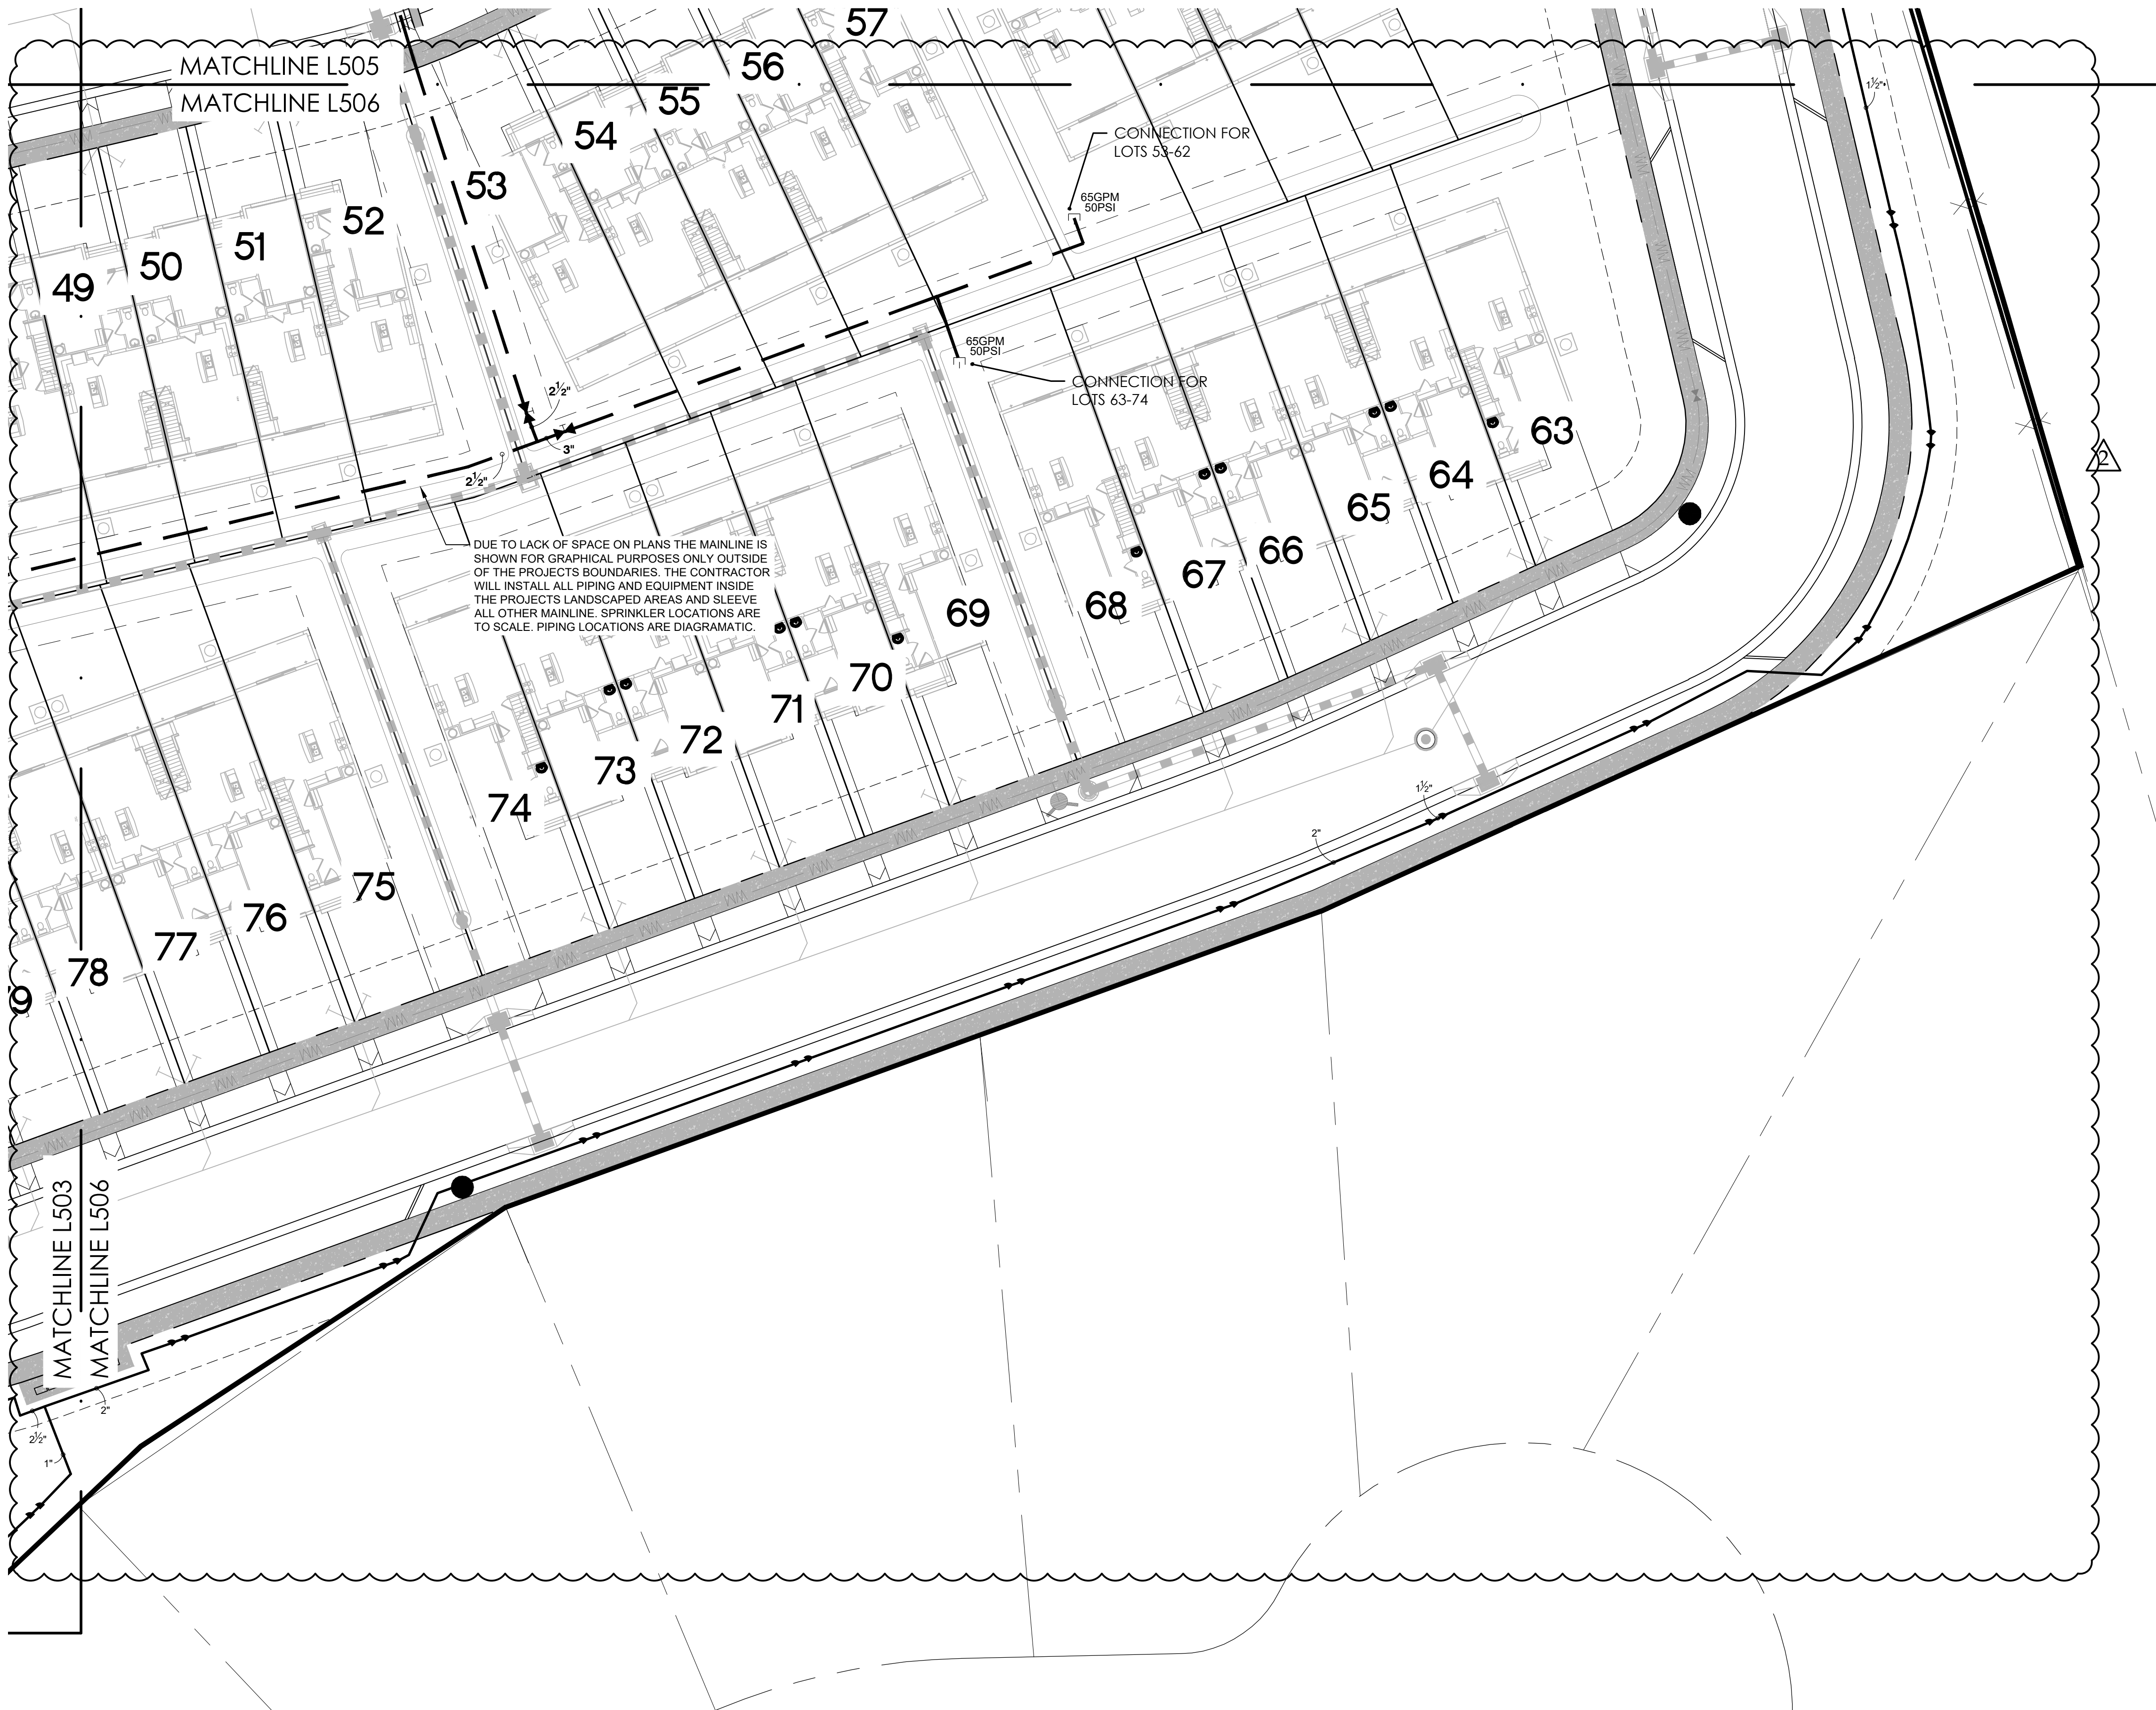 MATCHLINE L505
MATCHLINE L506
57
56
55
54
53
52
51
50
49
1½"
CONNECTION FOR
LOTS 53-62
65GPM
50PSI
65GPM
50PSI
CONNECTION FOR
LOTS 63-74
2½"
3"
2½"
DUE TO LACK OF SPACE ON PLANS THE MAINLINE IS
SHOWN FOR GRAPHICAL PURPOSES ONLY OUTSIDE
OF THE PROJECTS BOUNDARIES. THE CONTRACTOR
WILL INSTALL ALL PIPING AND EQUIPMENT INSIDE
THE PROJECTS LANDSCAPED AREAS AND SLEEVE
ALL OTHER MAINLINE. SPRINKLER LOCATIONS ARE
TO SCALE. PIPING LOCATIONS ARE DIAGRAMATIC.
2
63
64
65
66
67
68
69
70
71
72
73
74
75
76
77
78
9
1½"
2"
MATCHLINE L503
MATCHLINE L506
2"
2½"
1"